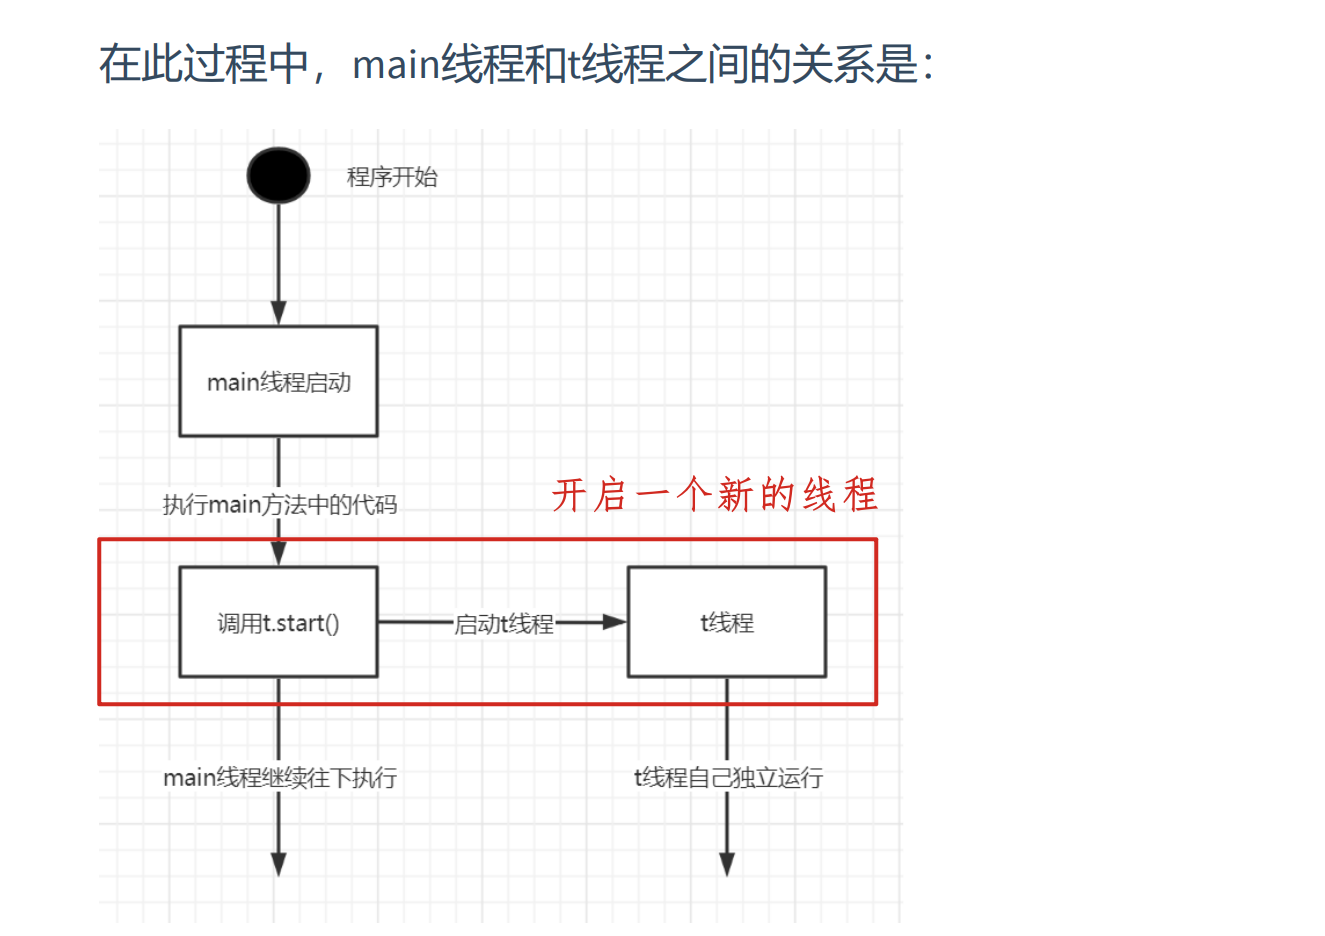 在此过程中，main线程和t线程之间的关系是：
程序开始
main线程启动
执行main方法中的代码
开启一个新的线程
调用t.start()
启动t线程
t线程
main线程继续往下执行
t线程自己独立运行